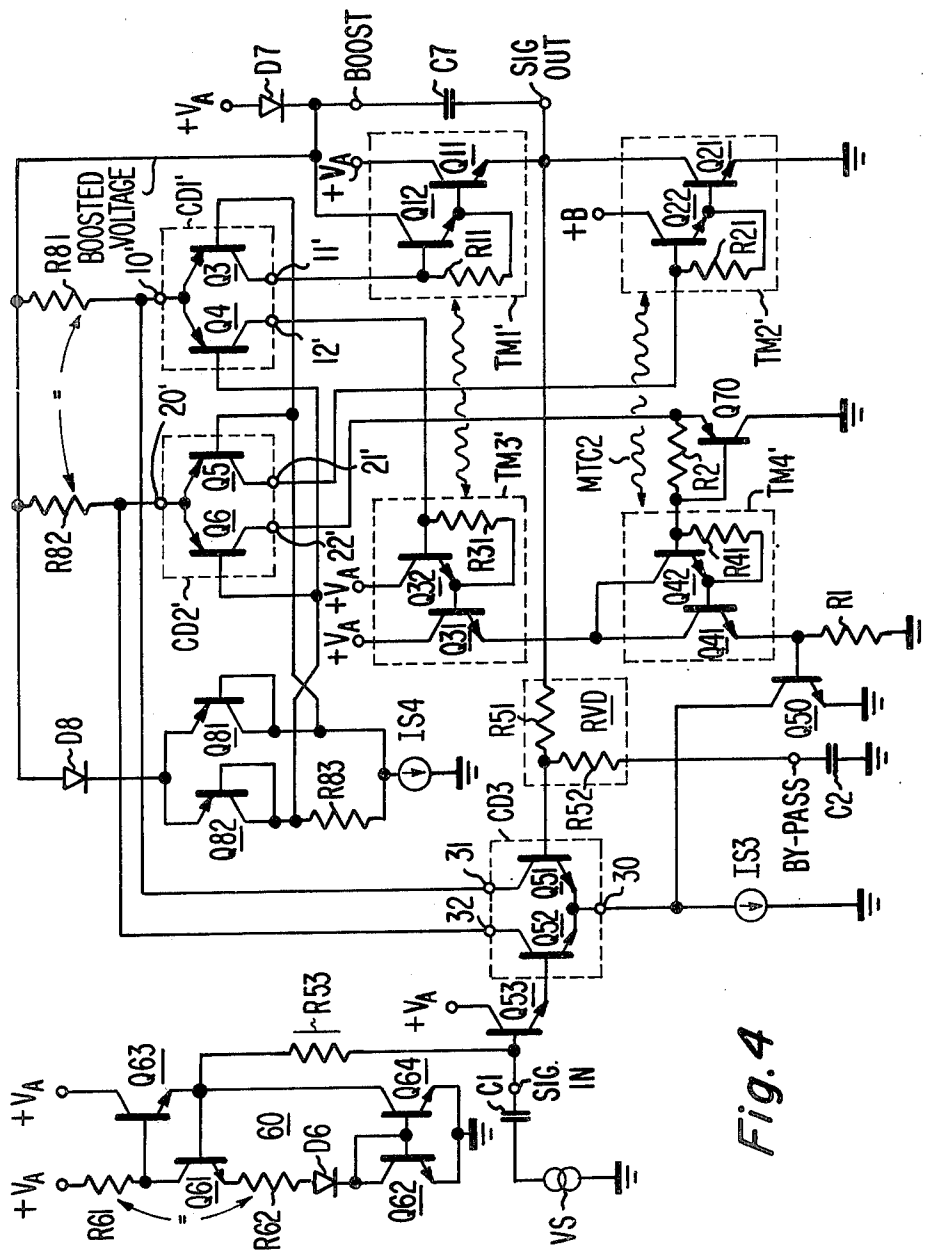 +VA
D7
BOOST
C7
SIG
OUT
BOOSTED
VOLTAGE
R81
10'
CD1'
Q3
Q4
11'
12'
+VA
Q12
Q11
R11
TM1'
+B
Q22
Q21
R21
TM2'
=
R82
20'
CD2'
Q5
Q6
21'
22'
TM3'
+VA
+VA
Q32
Q31
R31
MTC2
R2
Q70
TM4'
Q42
Q41
R41
R1
D8
Q81
Q82
R83
IS4
R51
RVD
R52
Q50
BY-PASS
C2
CD3
31
32
Q51
Q52
30
IS3
+VA
Q53
R53
+VA
+VA
Q63
R61
Q61
=
R62
60
D6
Q64
Q62
C1
SIG.
IN
VS
Fig. 4